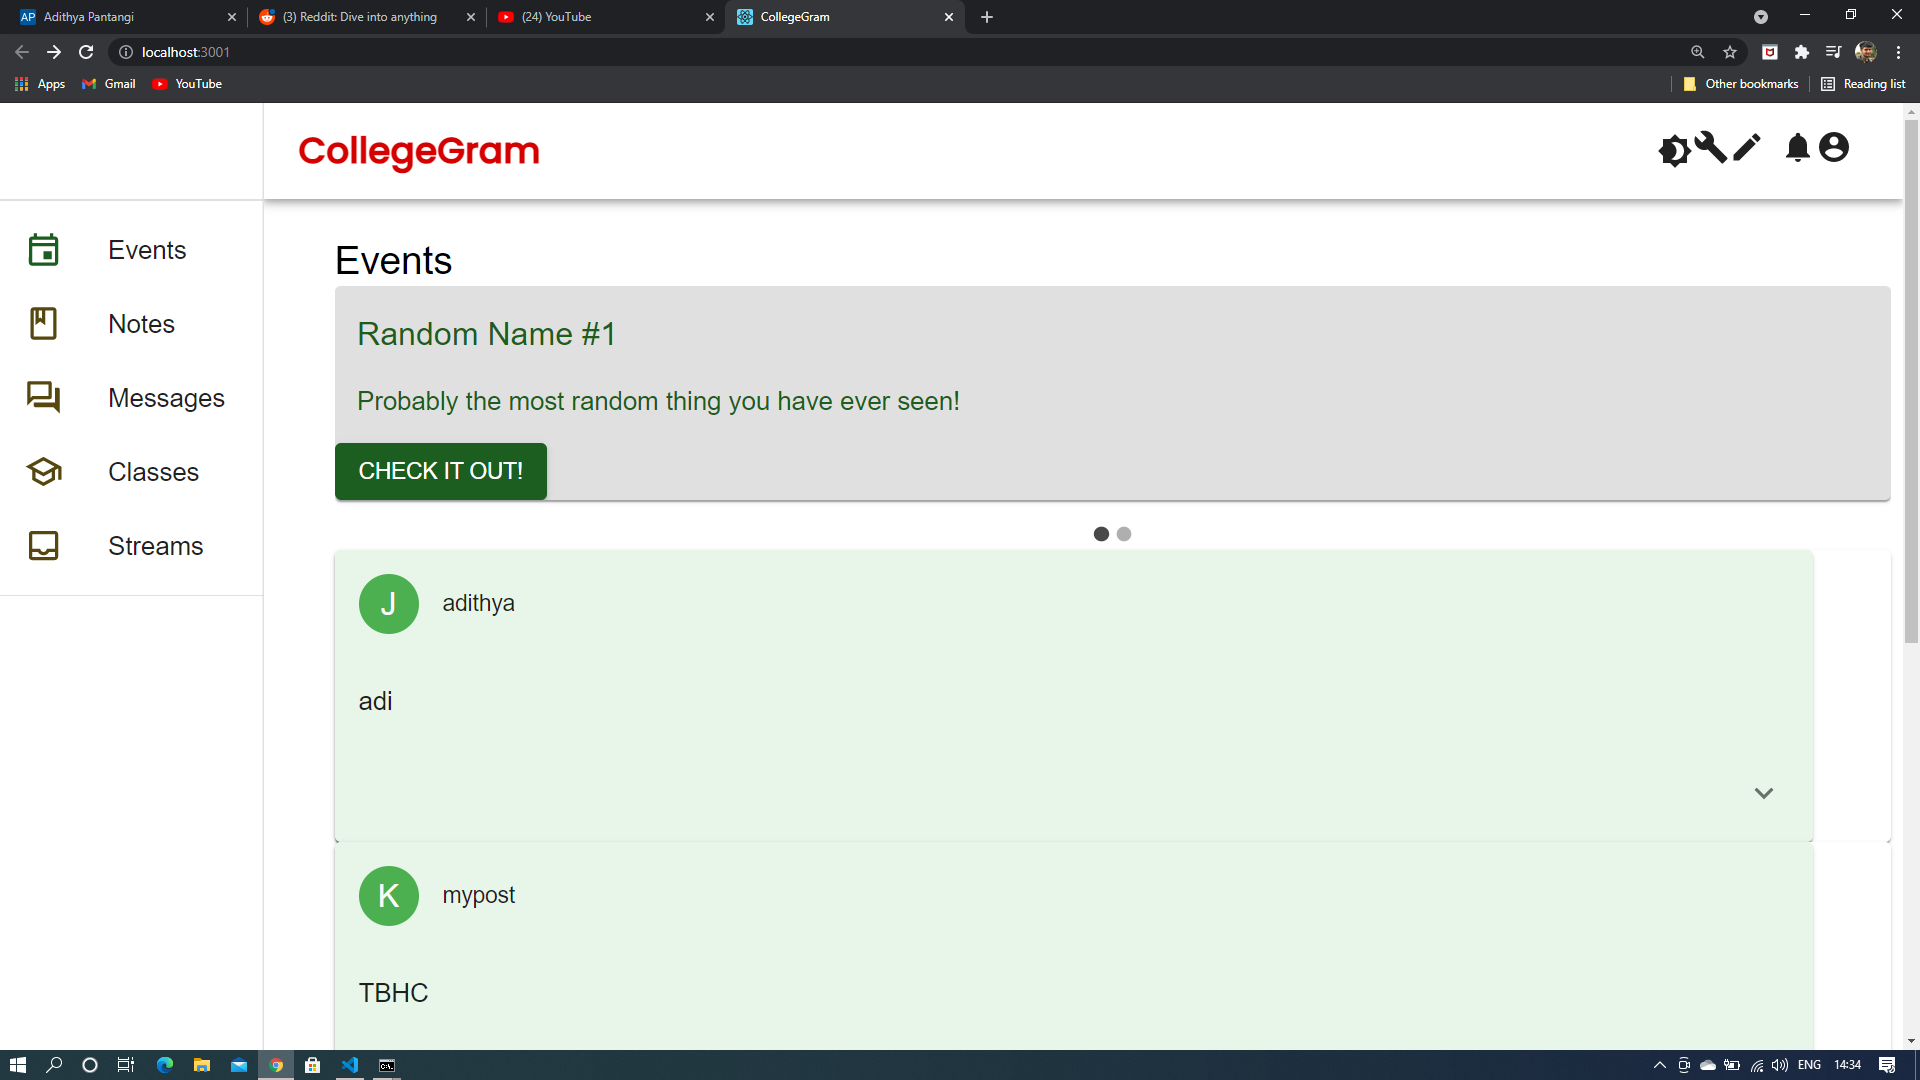 AP Adithya Pantangi
(3) Reddit: Dive into anything
(24) YouTube
CollegeGram
localhost:3001
Apps
Gmail
YouTube
Other bookmarks
Reading list
CollegeGram
Events
Notes
Messages
Classes
Streams
Events
Random Name #1
Probably the most random thing you have ever seen!
CHECK IT OUT!
J adithya
adi
K mypost
TBHC
ENG 14:34